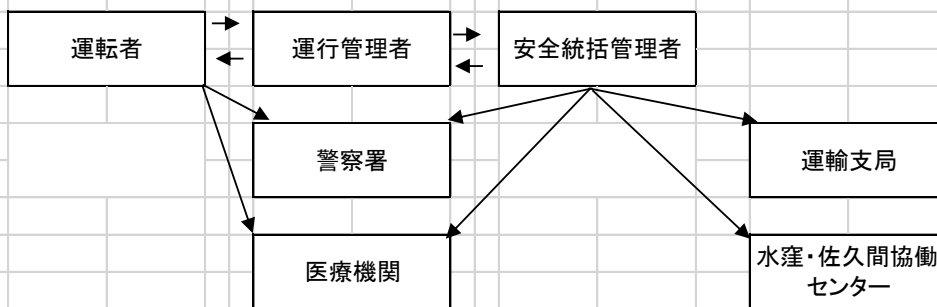 運転者
運行管理者
安全統括管理者
警察署
運輸支局
医療機関
水窪・佐久間協働
センター